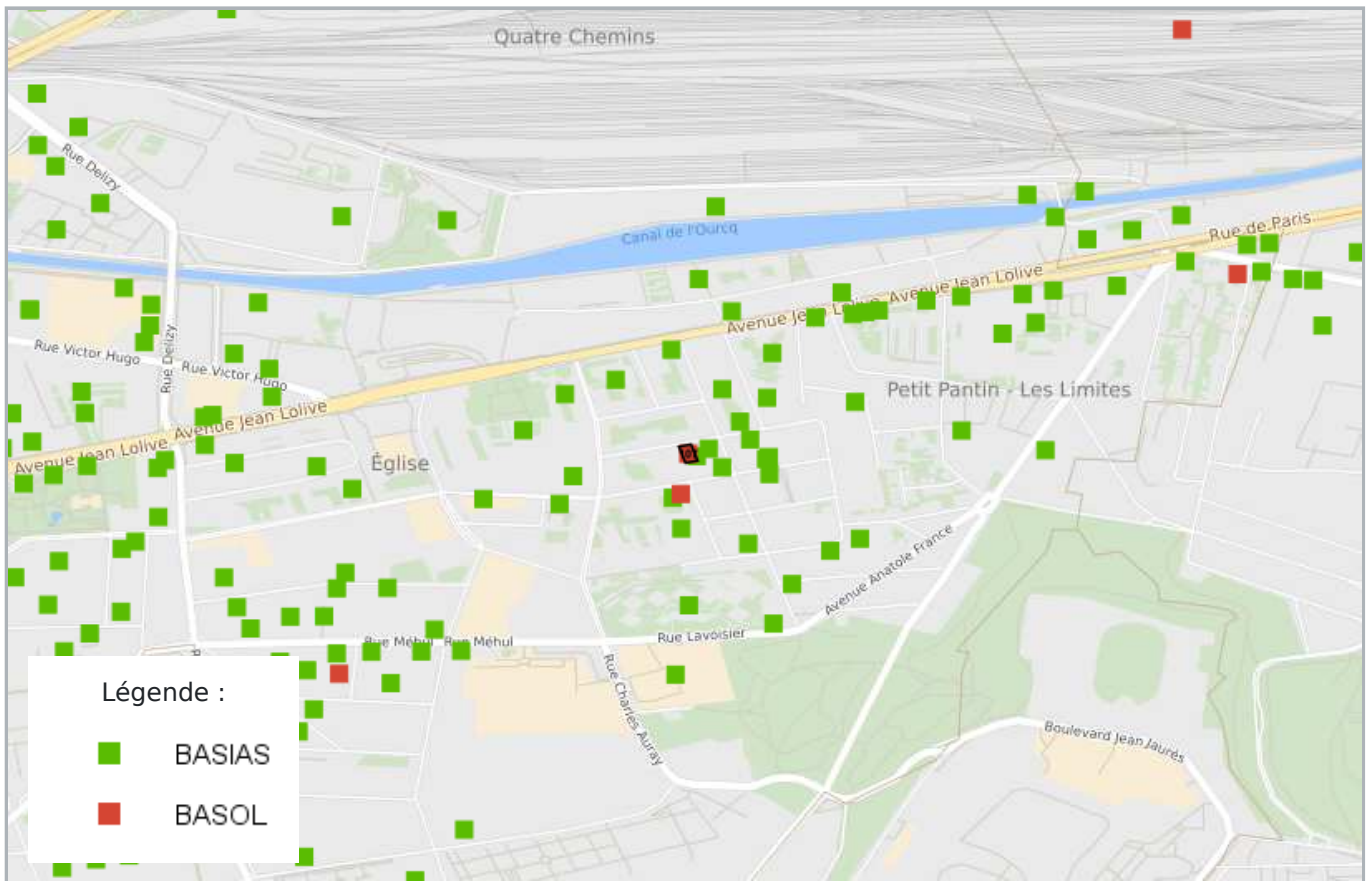 Quatre Chemins
Rue Delizy
Canal de l'Ourcq
Rue de Paris
Avenue Jean Lolive Avenue Jean Lolive
Rue Delizy
Rue Victor Hugo
Rue Victor Hugo
Petit Pantin - Les Limites
Avenue Jean Lolive Avenue Jean Lolive
Église
Avenue Anatole France
Rue Méhul Rue Méhul
Rue Lavoisier
Rue Charles Auray
Boulevard Jean Jaurés
Légende :
BASIAS
BASOL